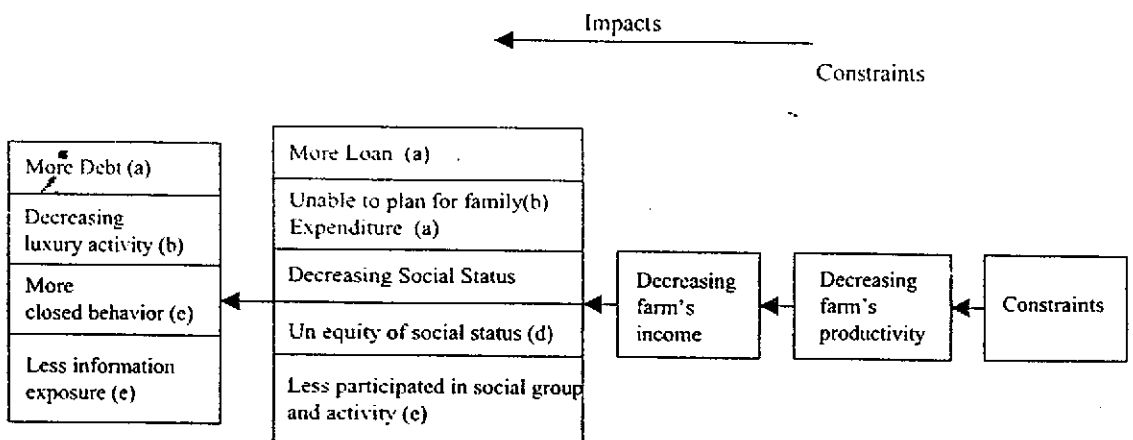 Impacts
Constraints
More Debt (a)
Decreasing
luxury activity (b)
More
closed behavior (c)
Less information
exposure (e)
More Loan (a)
Unable to plan for family(b)
Expenditure (a)
Decreasing Social Status
Un equity of social status (d)
Less participated in social group
and activity (e)
Decreasing
farm's
income
Decreasing
farm's
productivity
Constraints